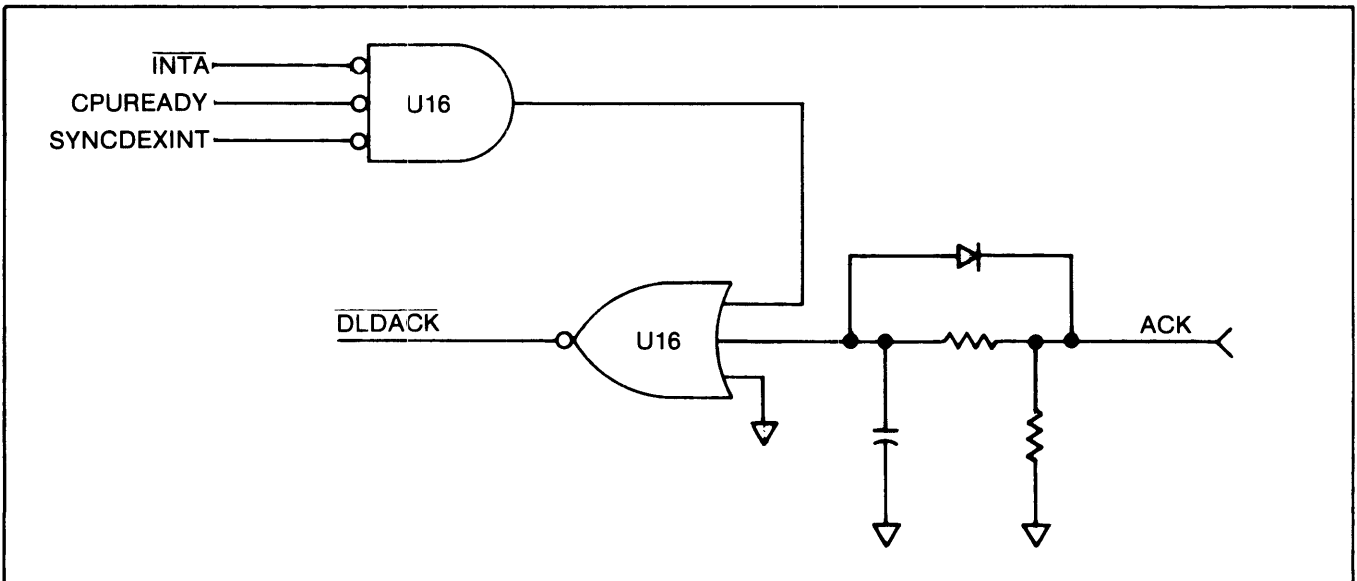 INTA
CPUREADY
SYNCDEXINT
U16
DLDACK
U16
ACK